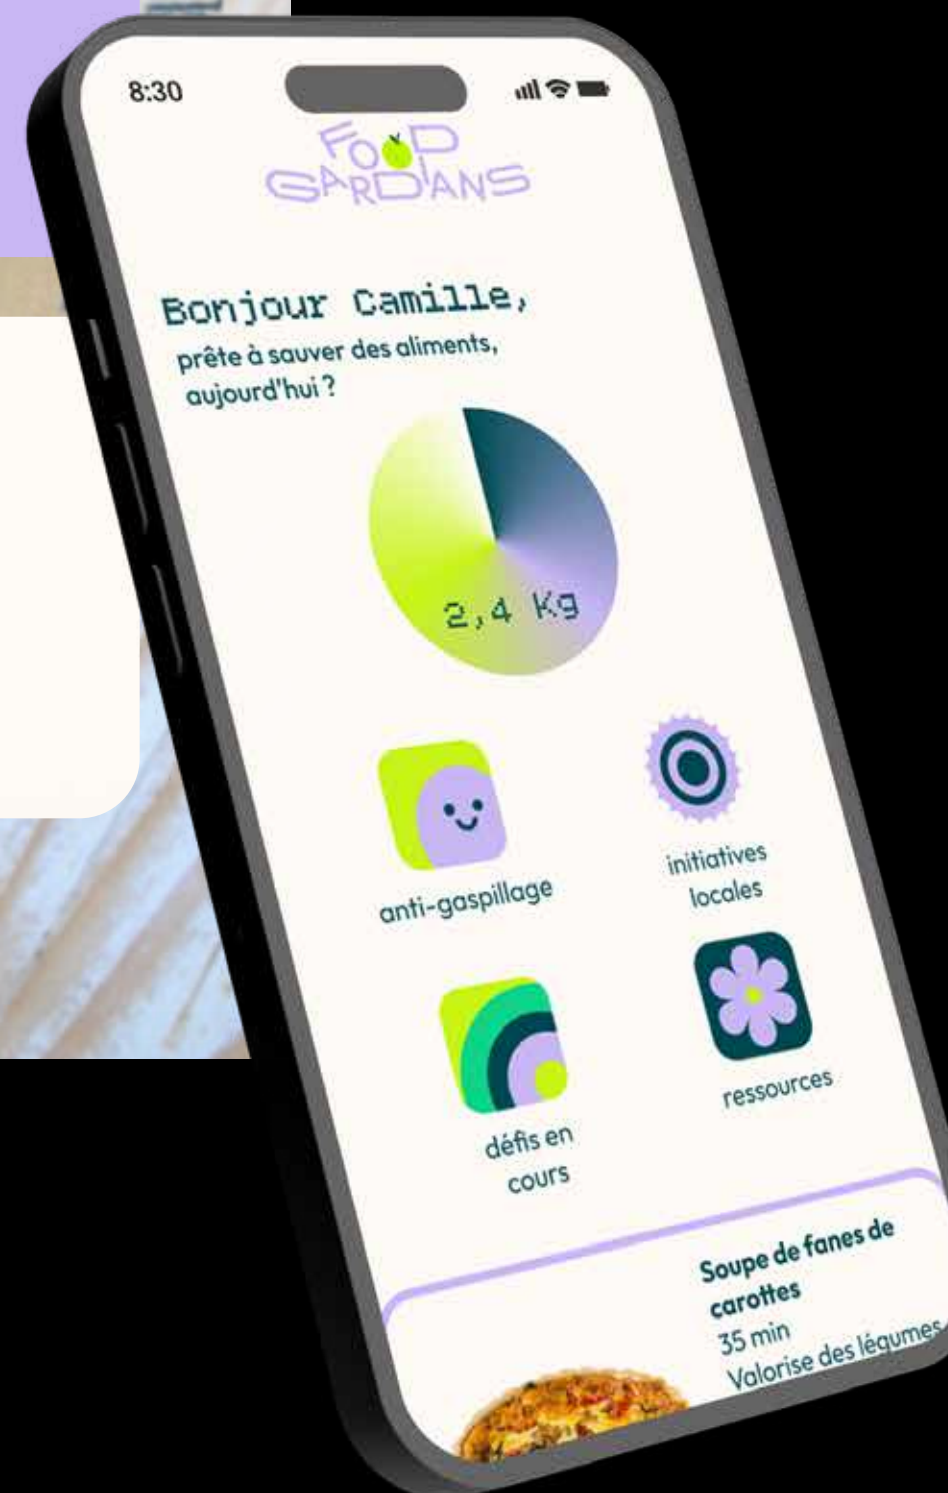 8:30
FOOD
GARDIANS
Bonjour Camille,
prête à sauver des aliments,
aujourd'hui ?
2,4 Kg
anti-gaspillage
initiatives
locales
défis en
cours
ressources
Soupe de fanes de
carottes
35 min
Valorise des légumes